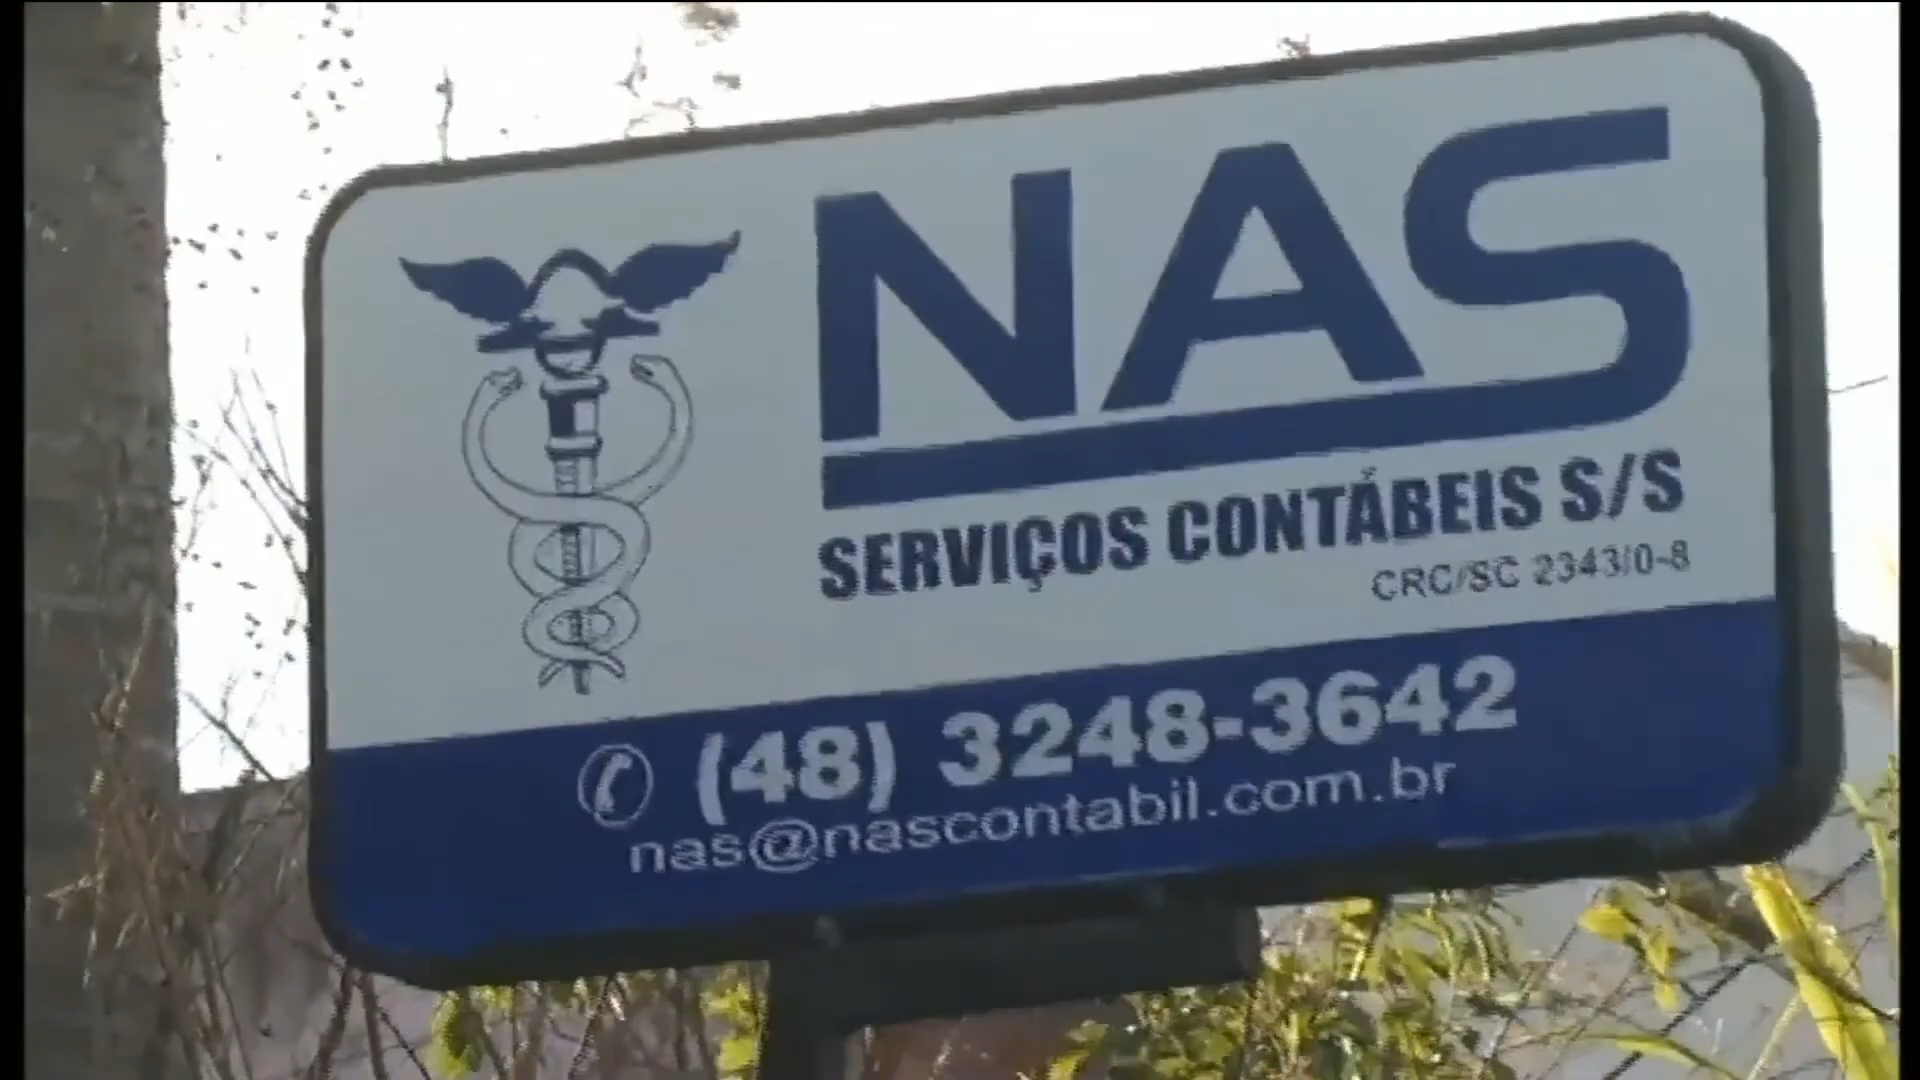 NAS
SERVIÇOS CONTÁBEIS S/S
CRC/SC 2343/0-8
(48) 3248-3642
nas@nascontabil.com.br